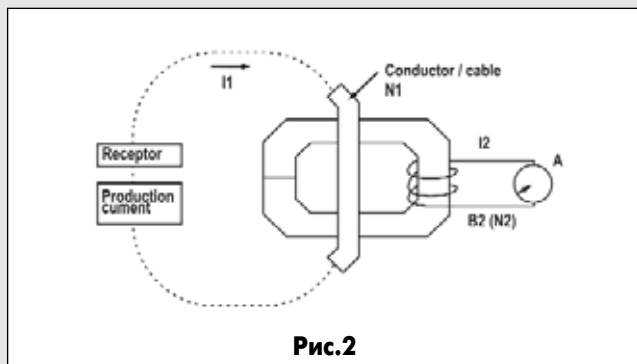 Conductor / cable
N1
I1
Receptor
Production
cument
I2
A
B2 (N2)
Рис.2